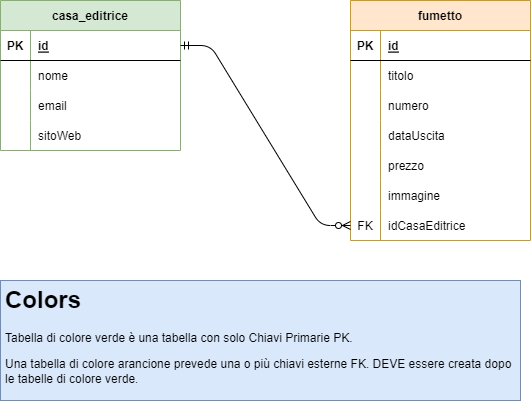 casa_editrice
PK id
nome
email
sitoWeb
fumetto
PK id
titolo
numero
dataUscita
prezzo
immagine
FK idCasaEditrice
Colors
Tabella di colore verde è una tabella con solo Chiavi Primarie PK.
Una tabella di colore arancione prevede una o più chiavi esterne FK. DEVE essere creata dopo
le tabelle di colore verde.